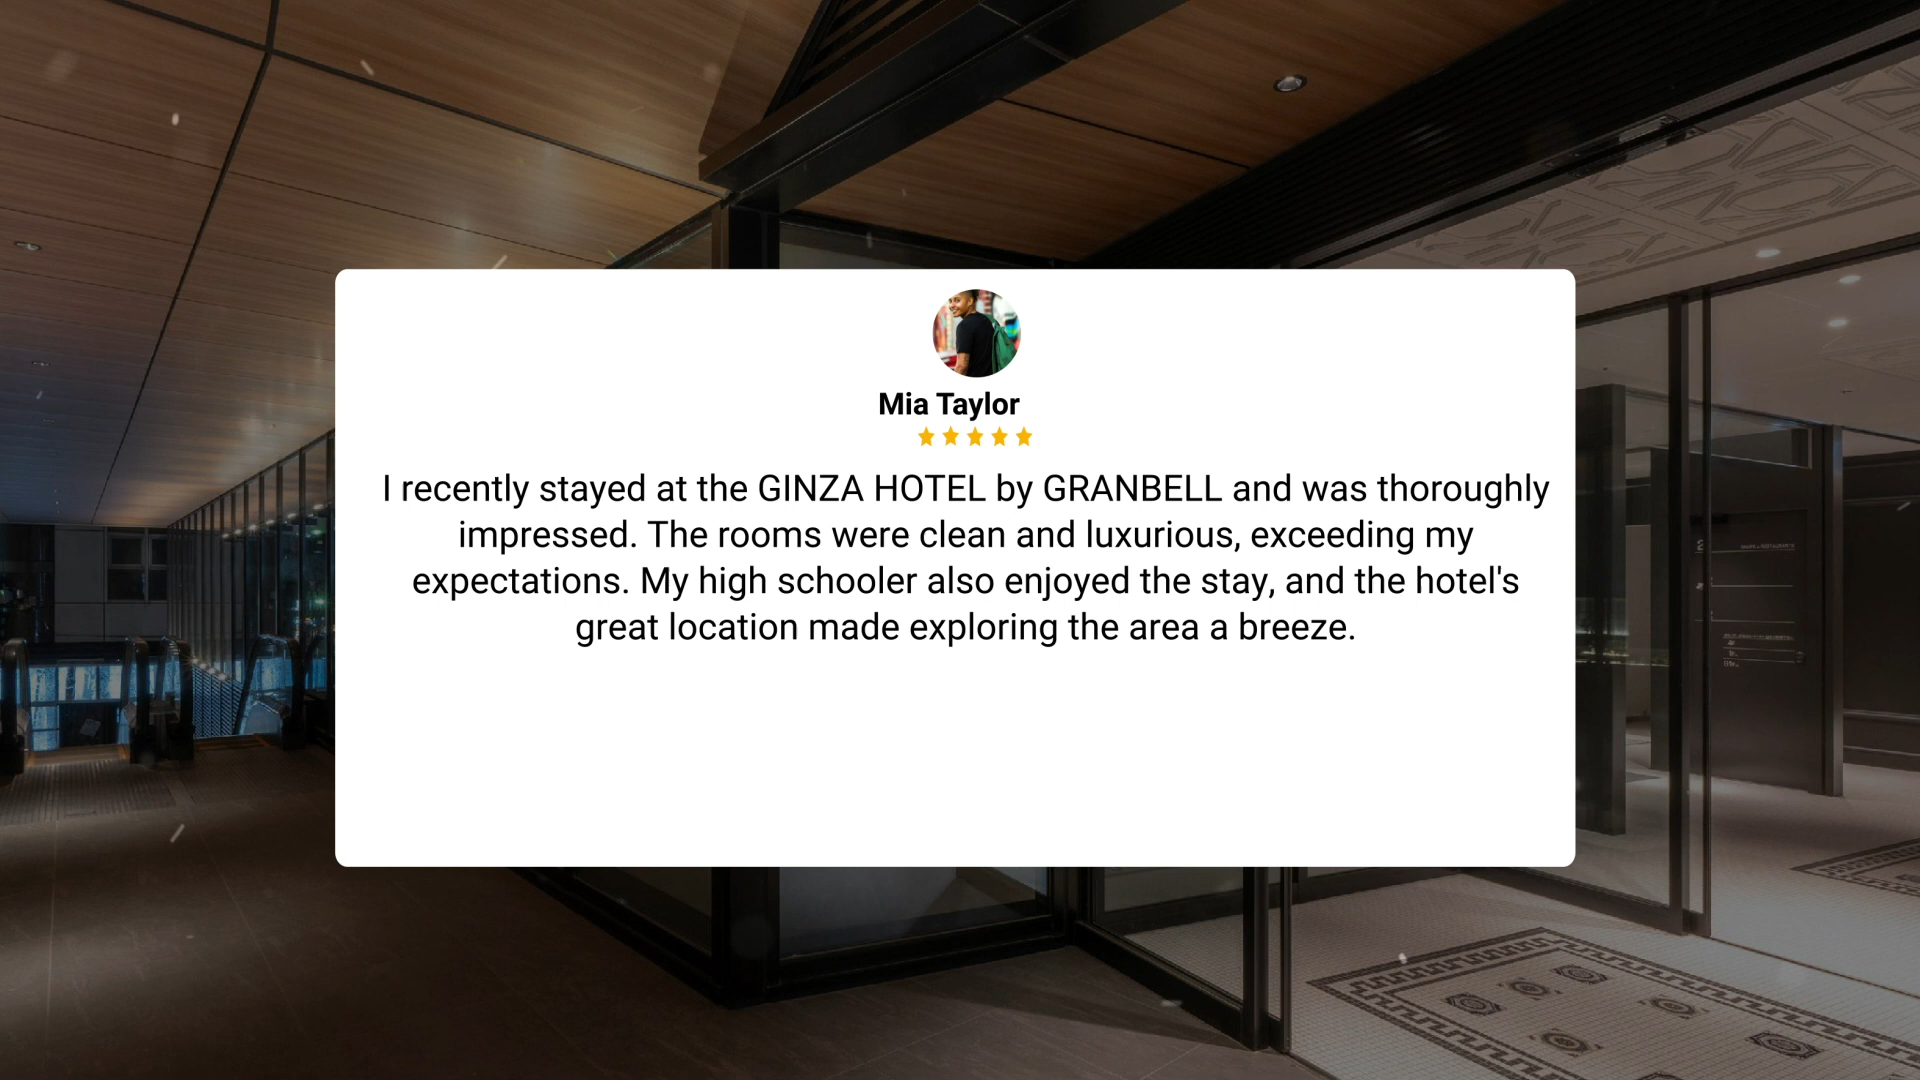 Mia Taylor
I recently stayed at the GINZA HOTEL by GRANBELL and was thoroughly
impressed. The rooms were clean and luxurious, exceeding my
expectations. My high schooler also enjoyed the stay, and the hotel's
great location made exploring the area a breeze.